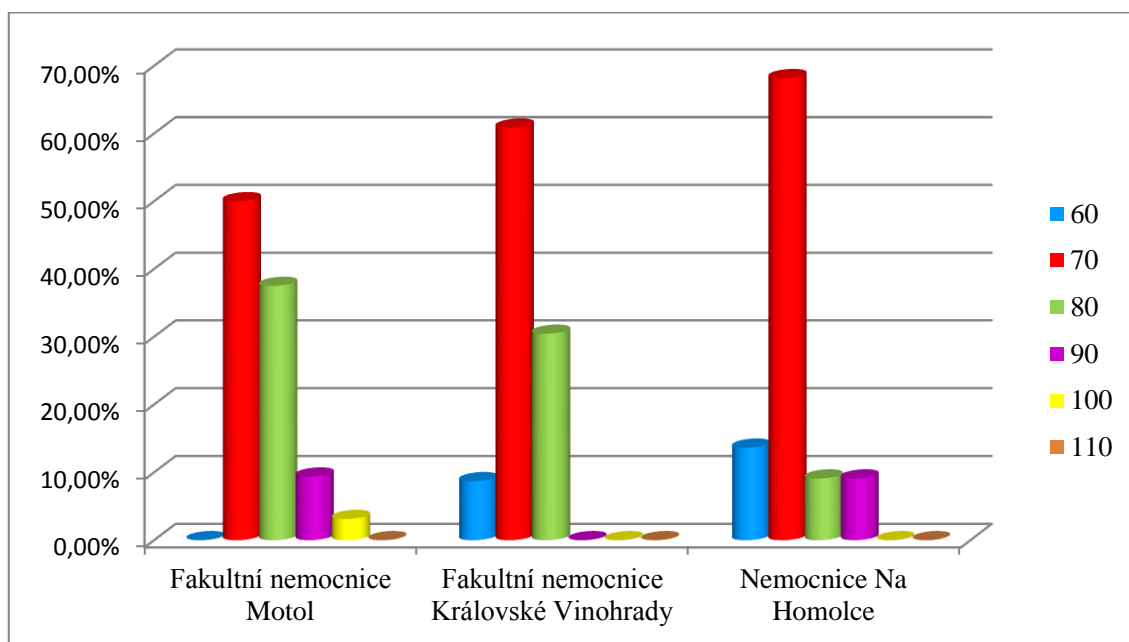 70,00%
60,00%
50,00%
40,00%
30,00%
20,00%
10,00%
0,00%
Fakultní nemocnice
Motol
Fakultní nemocnice
Královské Vinohrady
Nemocnice Na
Homolce
60
70
80
90
100
110